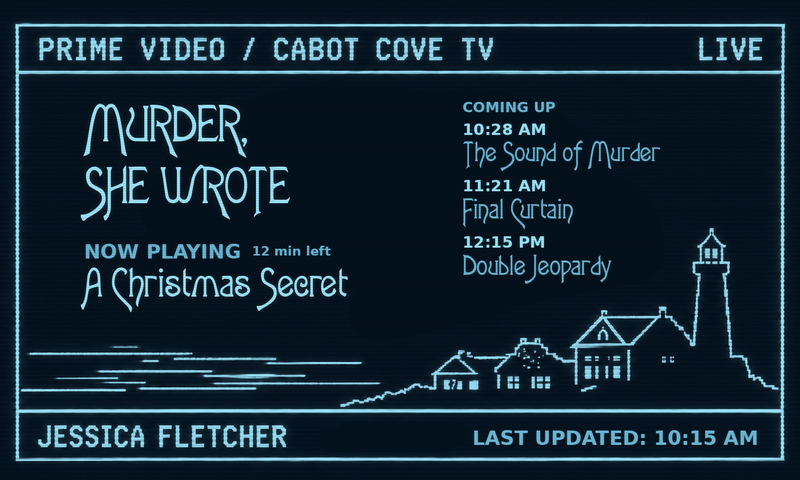 PRIME VIDEO / CABOT COVE TV
LIVE
MURDER,
SHE WROTE
NOW PLAYING 12 min left
A Christmas Secret
COMING UP
10:28 AM
The Sound of Murder
11:21 AM
Final Curtain
12:15 PM
Double Jeopardy
JESSICA FLETCHER
LAST UPDATED: 10:15 AM